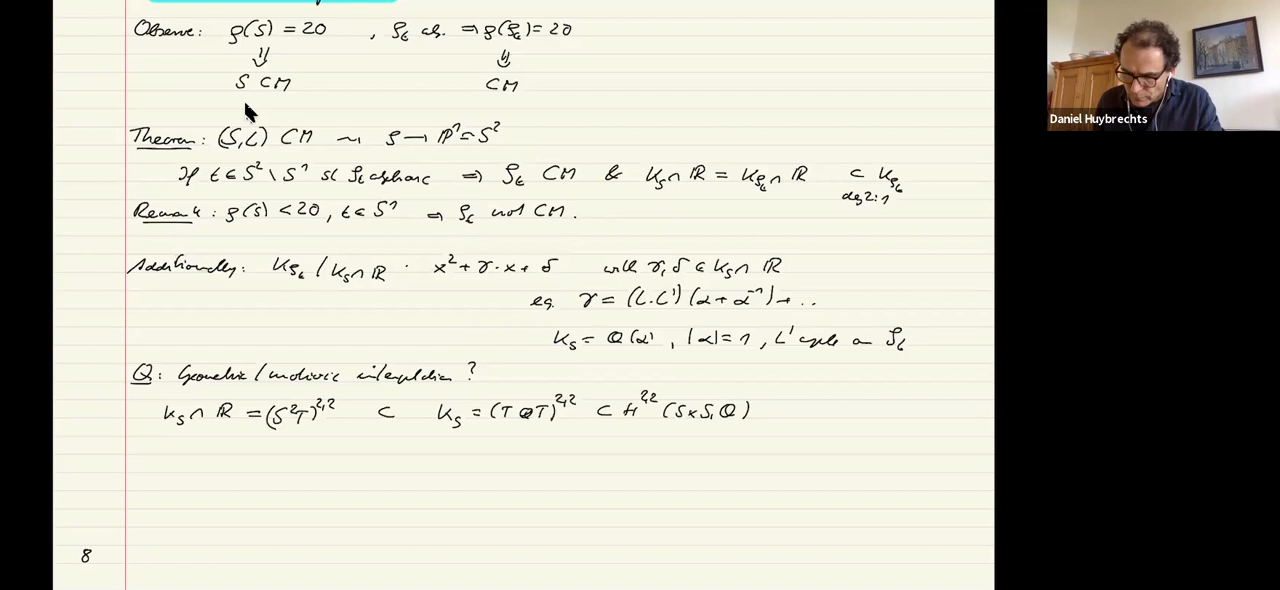 Observe: ρ(S) = 20 , 𝒮_t alg. ⇒ ρ(𝒮_t) = 20
⇓ ⇓
S CM CM
Theorem: (S,L) CM ⇝ 𝒮 → ℙ¹ = S²
If t ∈ S² \ S¹ st 𝒮_t algebraic ⇒ 𝒮_t CM & K_S ∩ ℝ = K_{𝒮_t} ∩ ℝ ⊂ K_{𝒮_t}
deg 2:1
Remark: ρ(S) < 20, t ∈ S¹ ⇒ 𝒮_t not CM.
Additionally: K_{𝒮_t} / K_S ∩ ℝ : x² + γ·x + δ with γ, δ ∈ K_S ∩ ℝ
eg. γ = (L.L') (α + α⁻¹) + ..
K_S = ℚ(α), |α| = 1, L' ample on 𝒮_t
Q: Geometric / motivic interpretation ?
K_S ∩ ℝ = (S²T)^{2,2} ⊂ K_S = (T ⊗ T)^{2,2} ⊂ H^{2,2}(S×S, ℚ)
8
Daniel Huybrechts